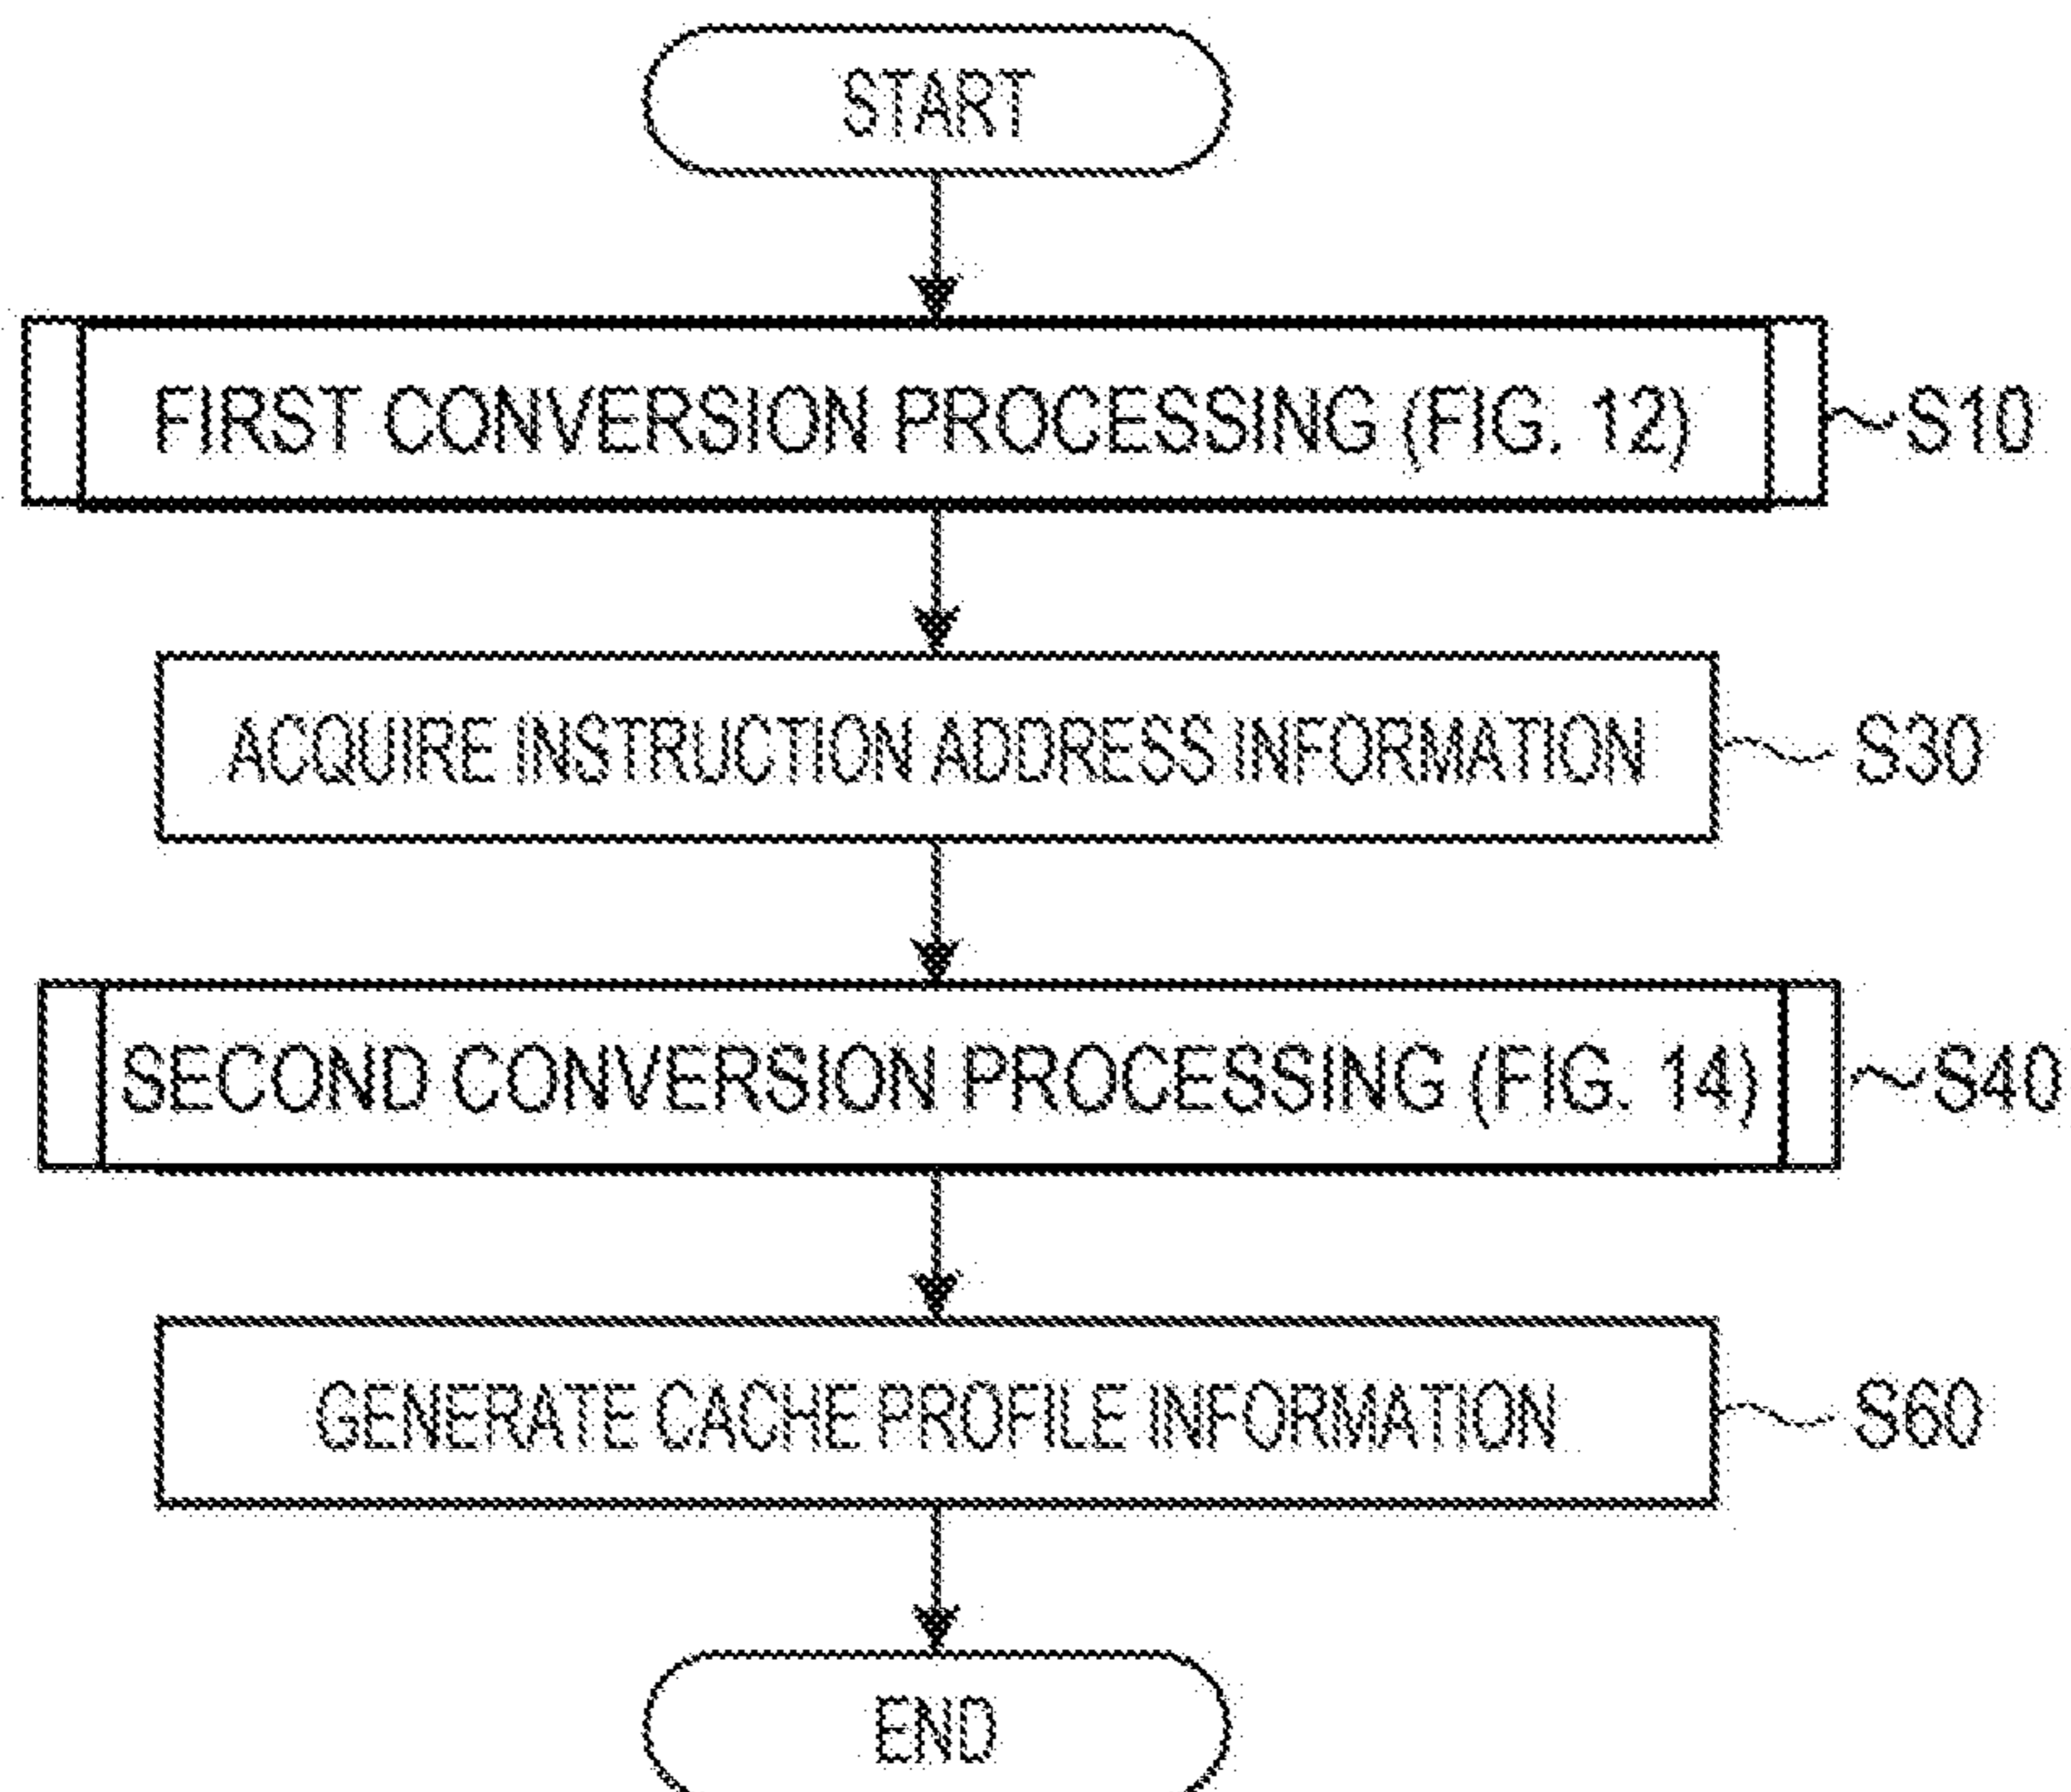 START
FIRST CONVERSION PROCESSING (FIG. 12) S10
ACQUIRE INSTRUCTION ADDRESS INFORMATION S30
SECOND CONVERSION PROCESSING (FIG. 14) S40
GENERATE CACHE PROFILE INFORMATION S60
END